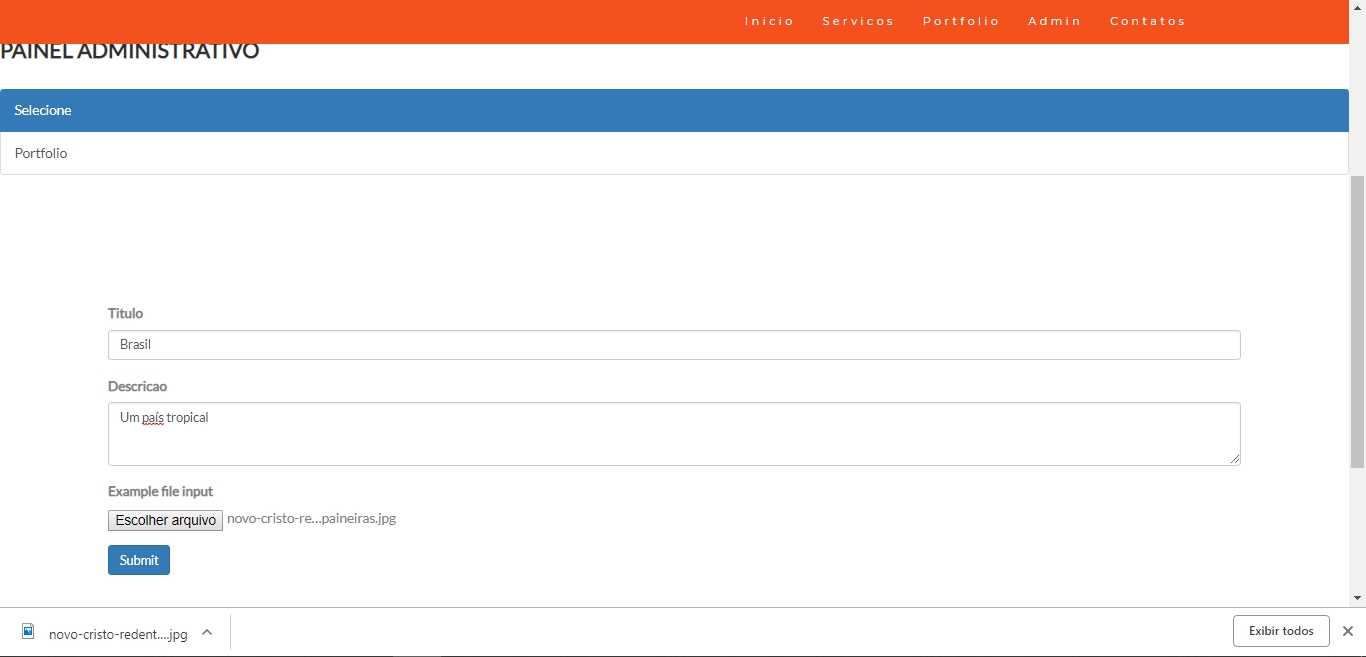 Inicio Servicos Portfolio Admin Contatos
PAINEL ADMINISTRATIVO
Selecione
Portfolio
Titulo
Brasil
Descricao
Um país tropical
Example file input
Escolher arquivo novo-cristo-re...paineiras.jpg
Submit
novo-cristo-redent....jpg Exibir todos